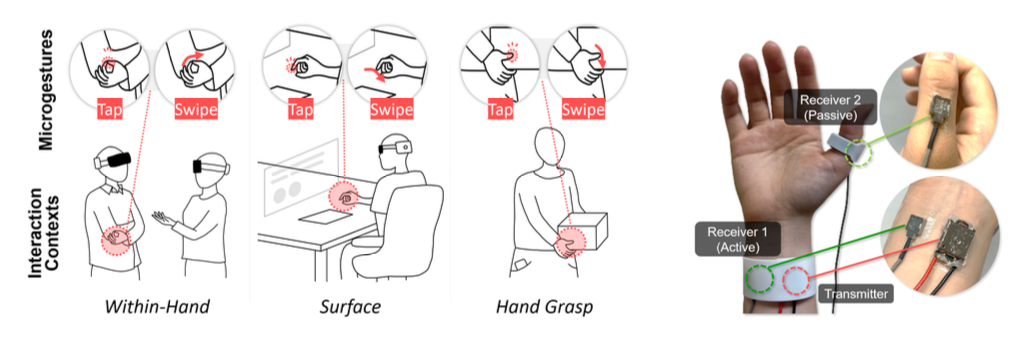 Microgestures
Tap
Swipe
Tap
Swipe
Tap
Swipe
Interaction
Contexts
Within-Hand
Surface
Hand Grasp
Receiver 2
(Passive)
Receiver 1
(Active)
Transmitter